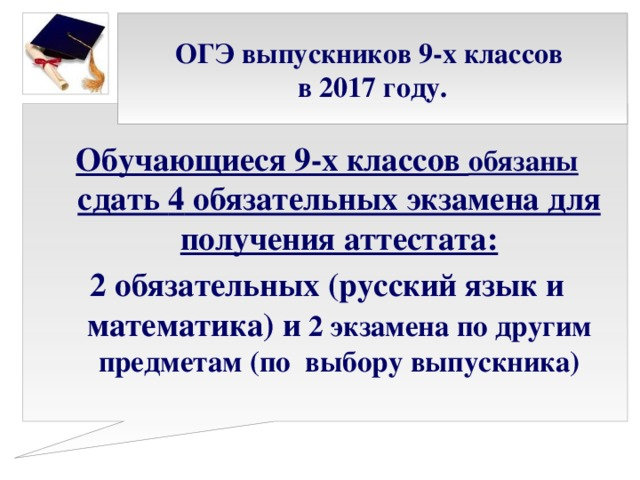 ОГЭ выпускников 9-х классов
в 2017 году.
Обучающиеся 9-х классов обязаны
сдать 4 обязательных экзамена для
получения аттестата:
2 обязательных (русский язык и
математика) и 2 экзамена по другим
предметам (по выбору выпускника)